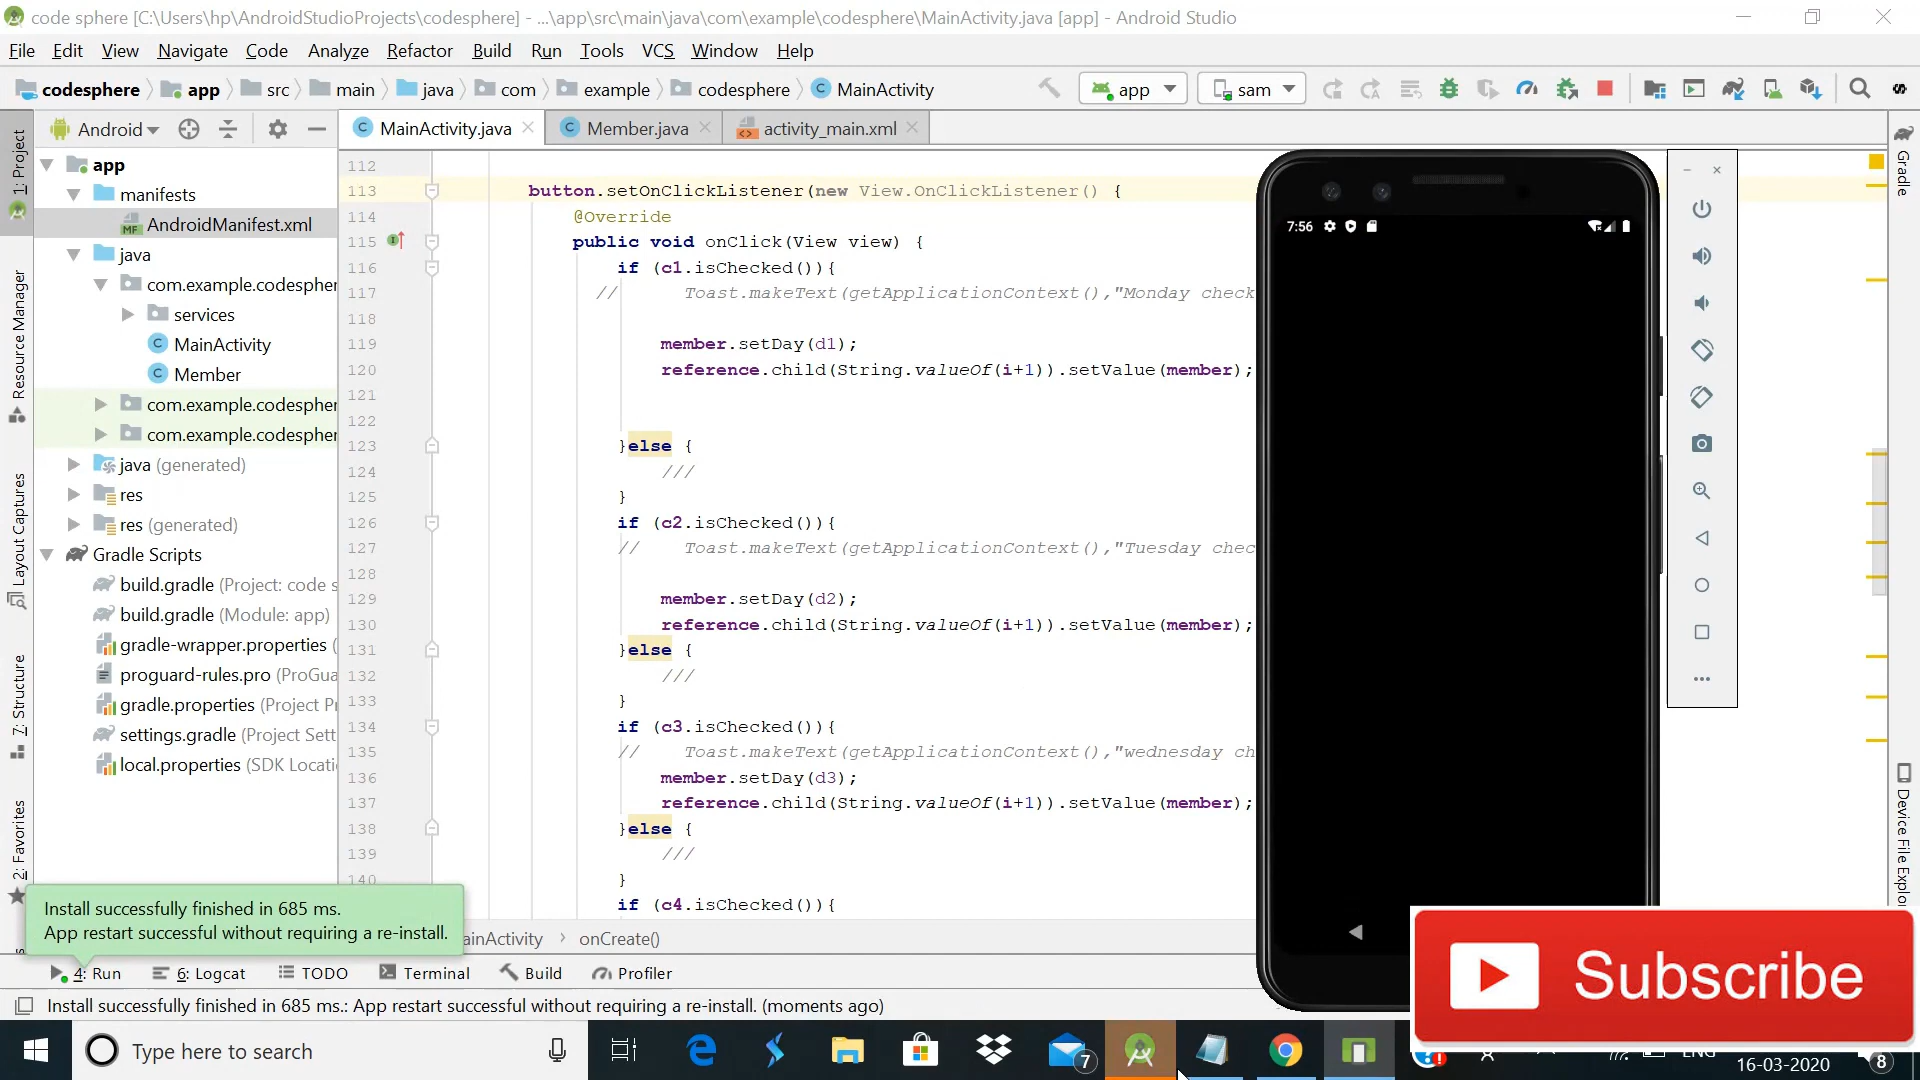 code sphere [C:\Users\hp\AndroidStudioProjects\codesphere] - ...\app\src\main\java\com\example\codesphere\MainActivity.java [app] - Android Studio
File Edit View Navigate Code Analyze Refactor Build Run Tools VCS Window Help
codesphere app src main java com example codesphere MainActivity app sam
Android MainActivity.java Member.java activity_main.xml
1: Project
Resource Manager
Layout Captures
7: Structure
2: Favorites
app
manifests
AndroidManifest.xml
java
com.example.codespher
services
MainActivity
Member
com.example.codespher
com.example.codespher
java (generated)
res
res (generated)
Gradle Scripts
build.gradle (Project: code s
build.gradle (Module: app)
gradle-wrapper.properties (
proguard-rules.pro (ProGua
gradle.properties (Project Pr
settings.gradle (Project Sett
local.properties (SDK Locati
112
113 button.setOnClickListener(new View.OnClickListener() {
114 @Override
115 public void onClick(View view) {
116 if (c1.isChecked()){
117 // Toast.makeText(getApplicationContext(),"Monday check
118
119 member.setDay(d1);
120 reference.child(String.valueOf(i+1)).setValue(member);
121
122
123 }else {
124 ///
125 }
126 if (c2.isChecked()){
127 // Toast.makeText(getApplicationContext(),"Tuesday chec
128
129 member.setDay(d2);
130 reference.child(String.valueOf(i+1)).setValue(member);
131 }else {
132 ///
133 }
134 if (c3.isChecked()){
135 // Toast.makeText(getApplicationContext(),"wednesday ch
136 member.setDay(d3);
137 reference.child(String.valueOf(i+1)).setValue(member);
138 }else {
139 ///
140 }
if (c4.isChecked()){
7:56
Gradle
Device File Explo
Install successfully finished in 685 ms.
App restart successful without requiring a re-install.
ainActivity › onCreate()
4: Run 6: Logcat TODO Terminal Build Profiler
Install successfully finished in 685 ms.: App restart successful without requiring a re-install. (moments ago)
Subscribe
Type here to search
7
ENG
16-03-2020
8